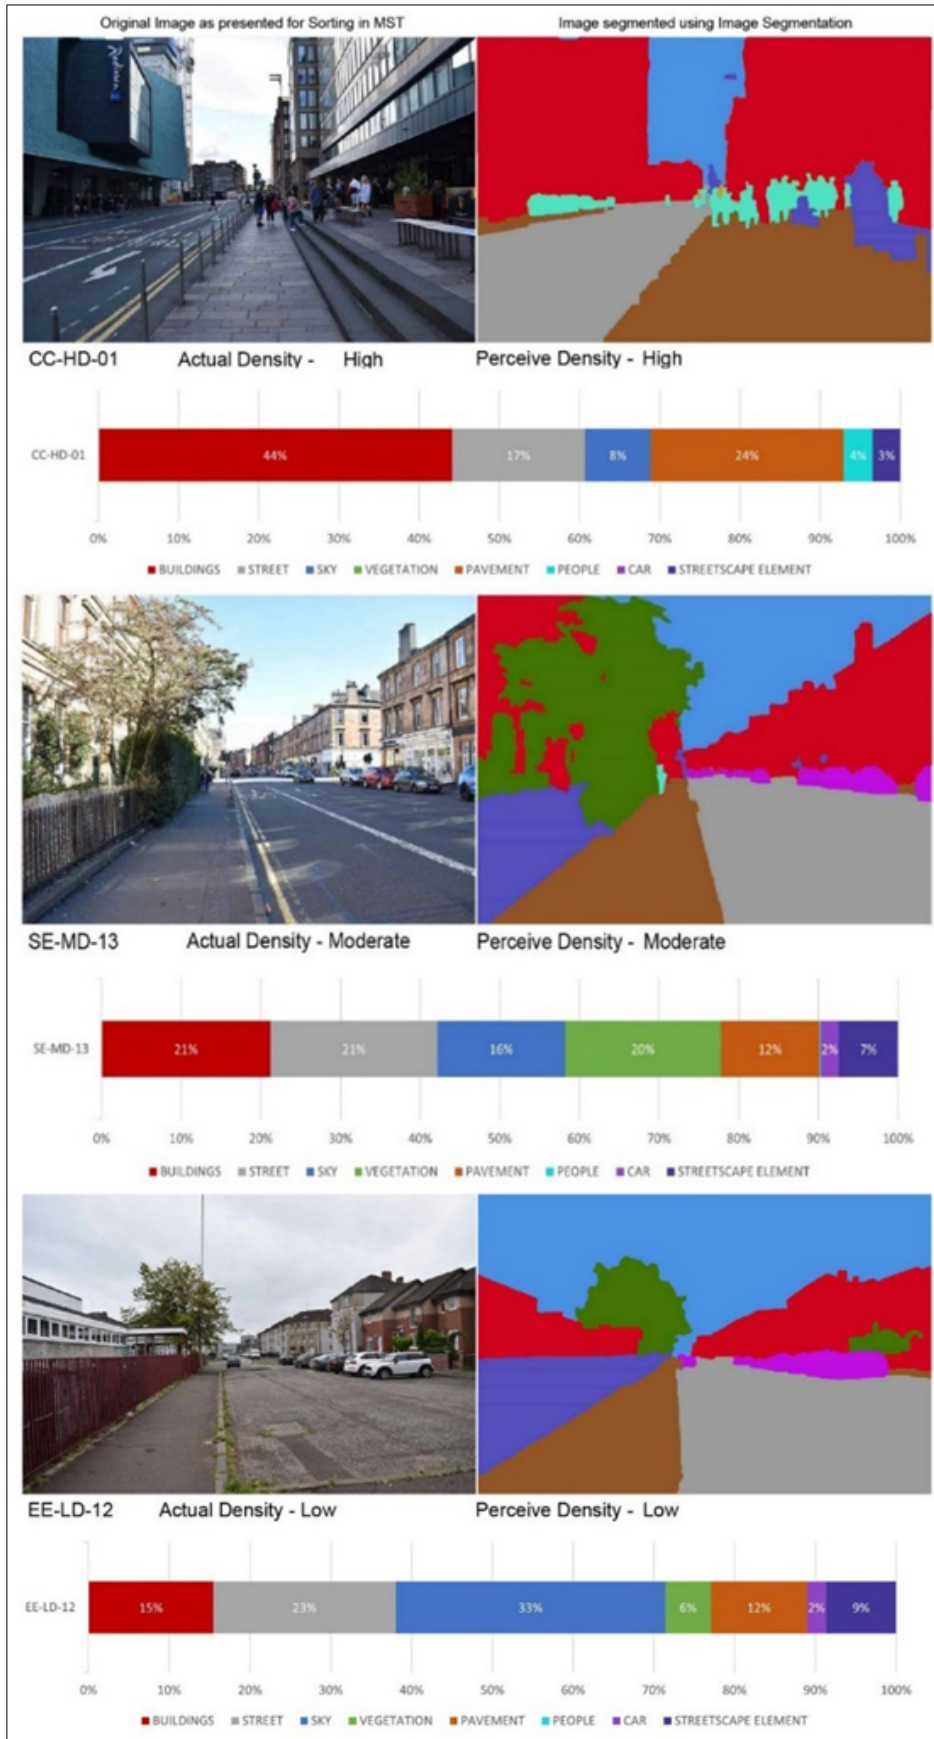 Original Image as presented for Sorting in MST
Image segmented using Image Segmentation
Radisson
CC-HD-01 Actual Density - High Perceive Density - High
CC-HD-01 44% 17% 8% 24% 4% 3%
0% 10% 20% 30% 40% 50% 60% 70% 80% 90% 100%
BUILDINGS STREET SKY VEGETATION PAVEMENT PEOPLE CAR STREETSCAPE ELEMENT
SE-MD-13 Actual Density - Moderate Perceive Density - Moderate
SE-MD-13 21% 21% 16% 20% 12% 2% 7%
0% 10% 20% 30% 40% 50% 60% 70% 80% 90% 100%
BUILDINGS STREET SKY VEGETATION PAVEMENT PEOPLE CAR STREETSCAPE ELEMENT
EE-LD-12 Actual Density - Low Perceive Density - Low
EE-LD-12 15% 23% 33% 6% 12% 2% 9%
0% 10% 20% 30% 40% 50% 60% 70% 80% 90% 100%
BUILDINGS STREET SKY VEGETATION PAVEMENT PEOPLE CAR STREETSCAPE ELEMENT